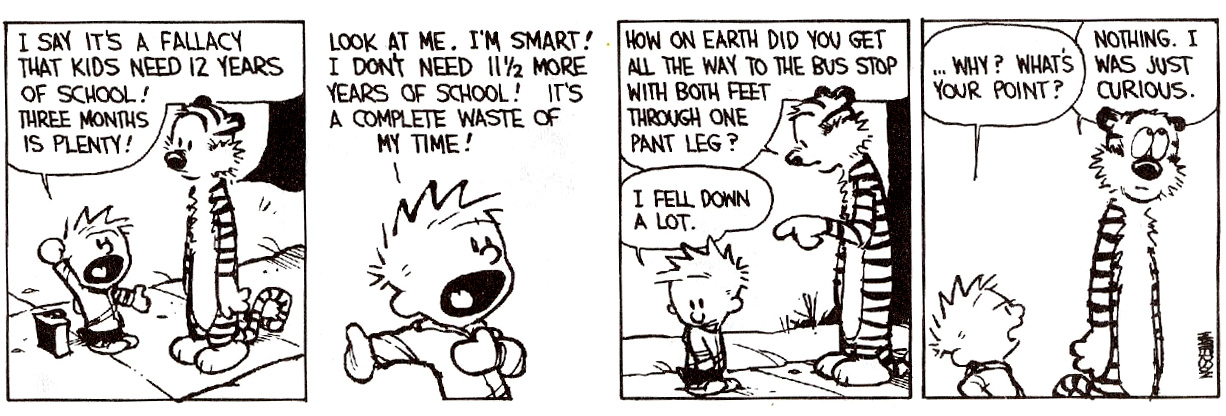 I SAY IT'S A FALLACY
THAT KIDS NEED 12 YEARS
OF SCHOOL!
THREE MONTHS
IS PLENTY!
LOOK AT ME. I'M SMART!
I DON'T NEED 11½ MORE
YEARS OF SCHOOL! IT'S
A COMPLETE WASTE OF
MY TIME!
HOW ON EARTH DID YOU GET
ALL THE WAY TO THE BUS STOP
WITH BOTH FEET
THROUGH ONE
PANT LEG?
I FELL DOWN
A LOT.
...WHY? WHAT'S
YOUR POINT?
NOTHING. I
WAS JUST
CURIOUS.
WATTERSON